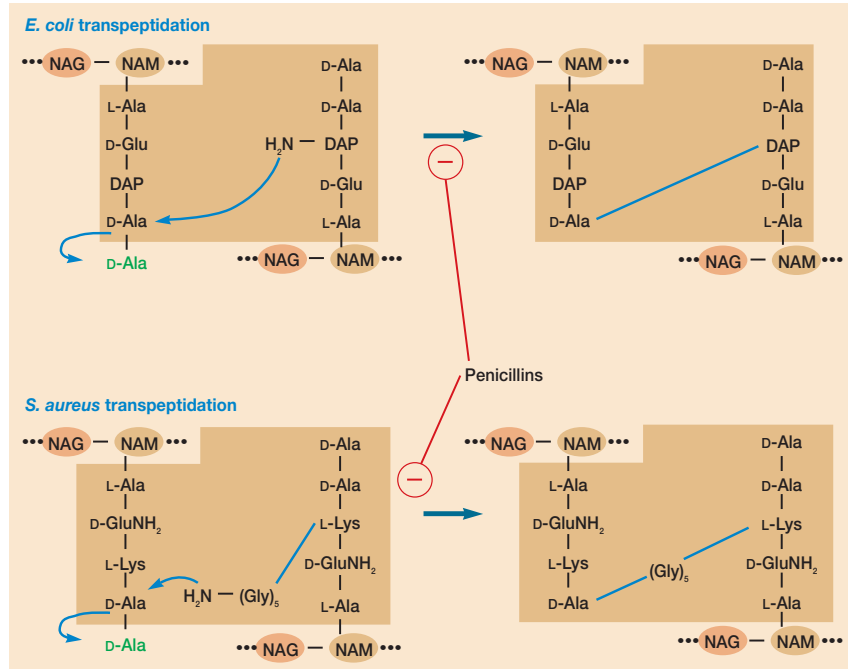 E. coli transpeptidation
••• NAG — NAM •••
L-Ala
D-Glu
DAP
D-Ala
D-Ala
D-Ala
D-Ala
H₂N — DAP
D-Glu
L-Ala
••• NAG — NAM •••
••• NAG — NAM •••
L-Ala
D-Glu
DAP
D-Ala
D-Ala
D-Ala
DAP
D-Glu
L-Ala
••• NAG — NAM •••
Penicillins
S. aureus transpeptidation
••• NAG — NAM •••
L-Ala
D-GluNH₂
L-Lys
D-Ala
D-Ala
H₂N — (Gly)₅
D-Ala
D-Ala
L-Lys
D-GluNH₂
L-Ala
••• NAG — NAM •••
••• NAG — NAM •••
L-Ala
D-GluNH₂
L-Lys
D-Ala
(Gly)₅
D-Ala
D-Ala
L-Lys
D-GluNH₂
L-Ala
••• NAG — NAM •••